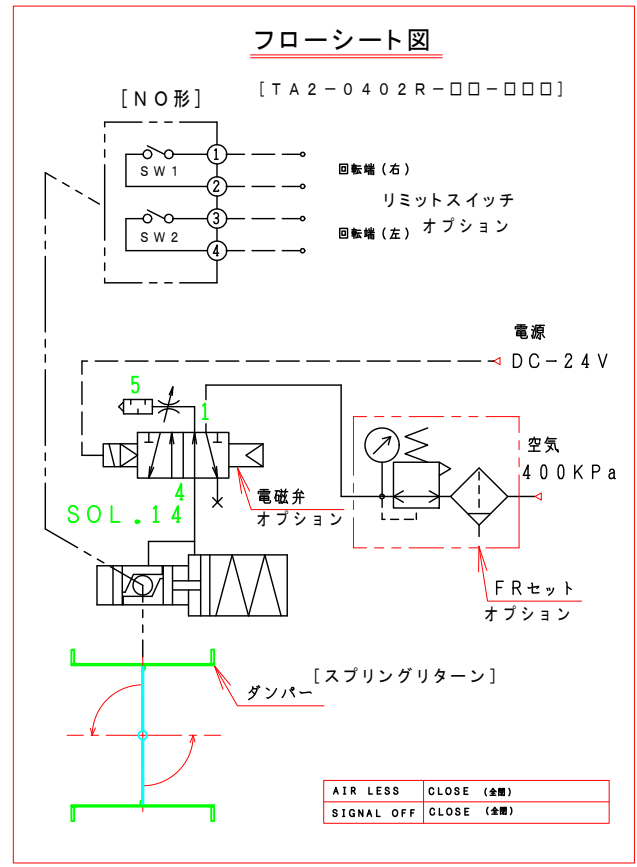 フローシート図
[TA2-0402R-□□-□□□]
[NO形]
SW1
1
2
回転端(右)
リミットスイッチ
オプション
SW2
3
4
回転端(左)
電源
DC-24V
5
1
空気
400KPa
4
SOL.14
電磁弁
オプション
FRセット
オプション
ダンパー
[スプリングリターン]
AIR LESS CLOSE (全閉)
SIGNAL OFF CLOSE (全閉)